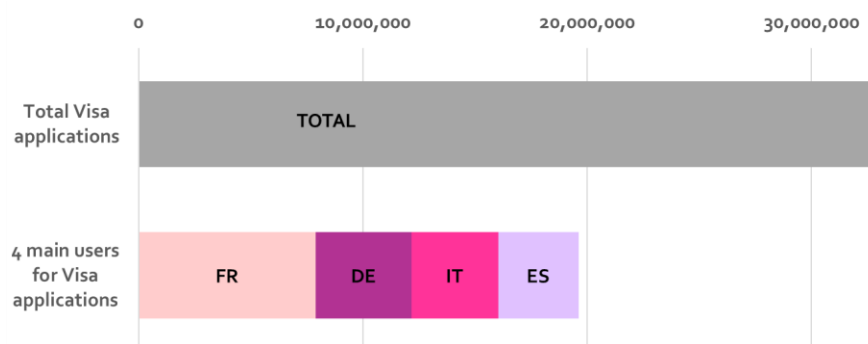 0 10,000,000 20,000,000 30,000,000
Total Visa
applications
TOTAL
4 main users
for Visa
applications
FR DE IT ES